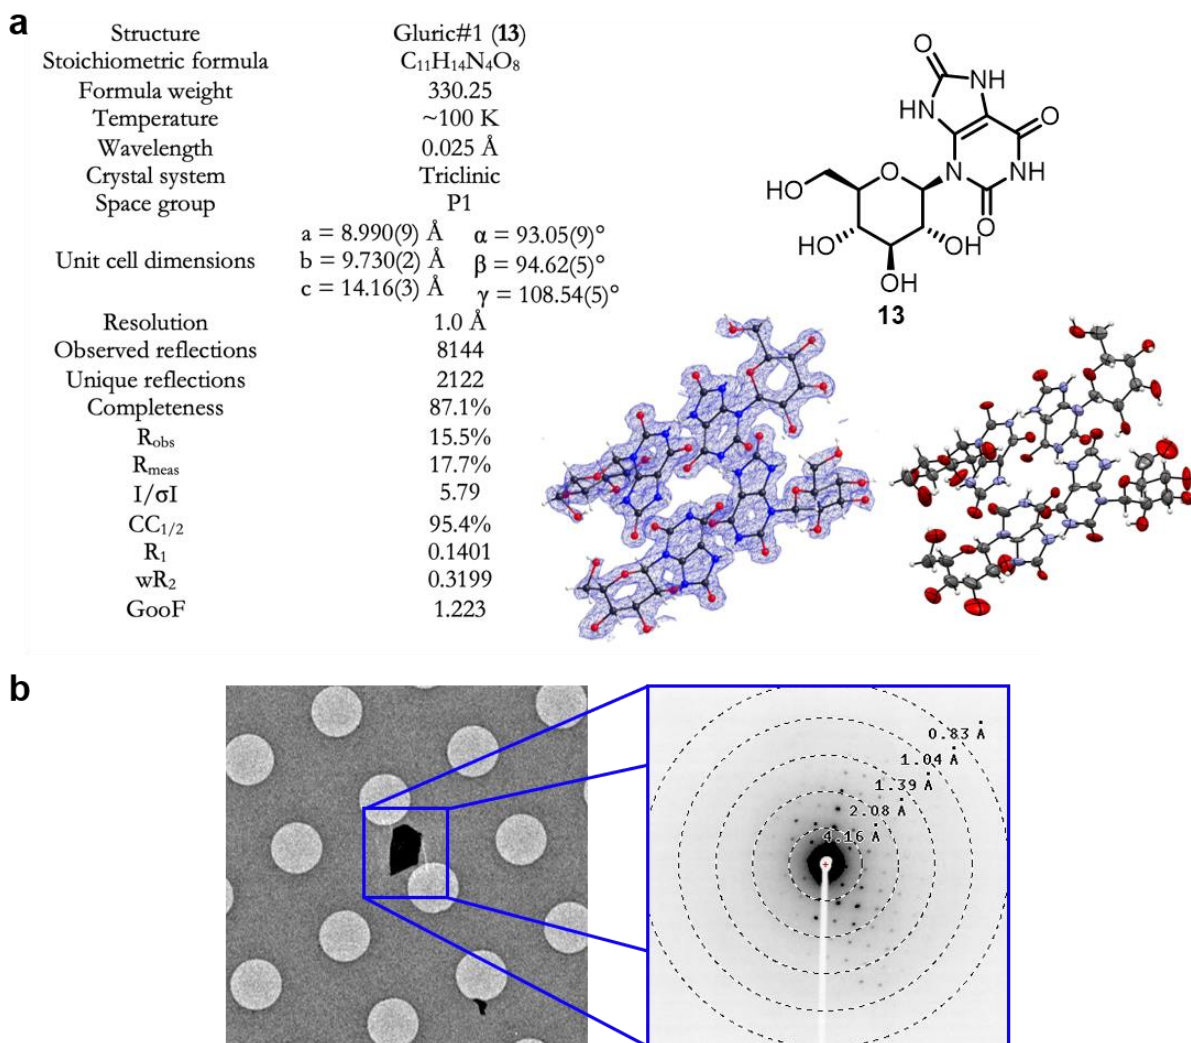 a
Structure Gluric#1 (13)
Stoichiometric formula C₁₁H₁₄N₄O₈
Formula weight 330.25
Temperature ~100 K
Wavelength 0.025 Å
Crystal system Triclinic
Space group P1
Unit cell dimensions
a = 8.990(9) Å α = 93.05(9)°
b = 9.730(2) Å β = 94.62(5)°
c = 14.16(3) Å γ = 108.54(5)°
Resolution 1.0 Å
Observed reflections 8144
Unique reflections 2122
Completeness 87.1%
Robs 15.5%
Rmeas 17.7%
I/σI 5.79
CC1/2 95.4%
R₁ 0.1401
wR₂ 0.3199
GooF 1.223
O
NH
HN
O
N
NH
O
O
HO
HO
OH
OH
13
b
0.83 Å
1.04 Å
1.39 Å
2.08 Å
4.16 Å